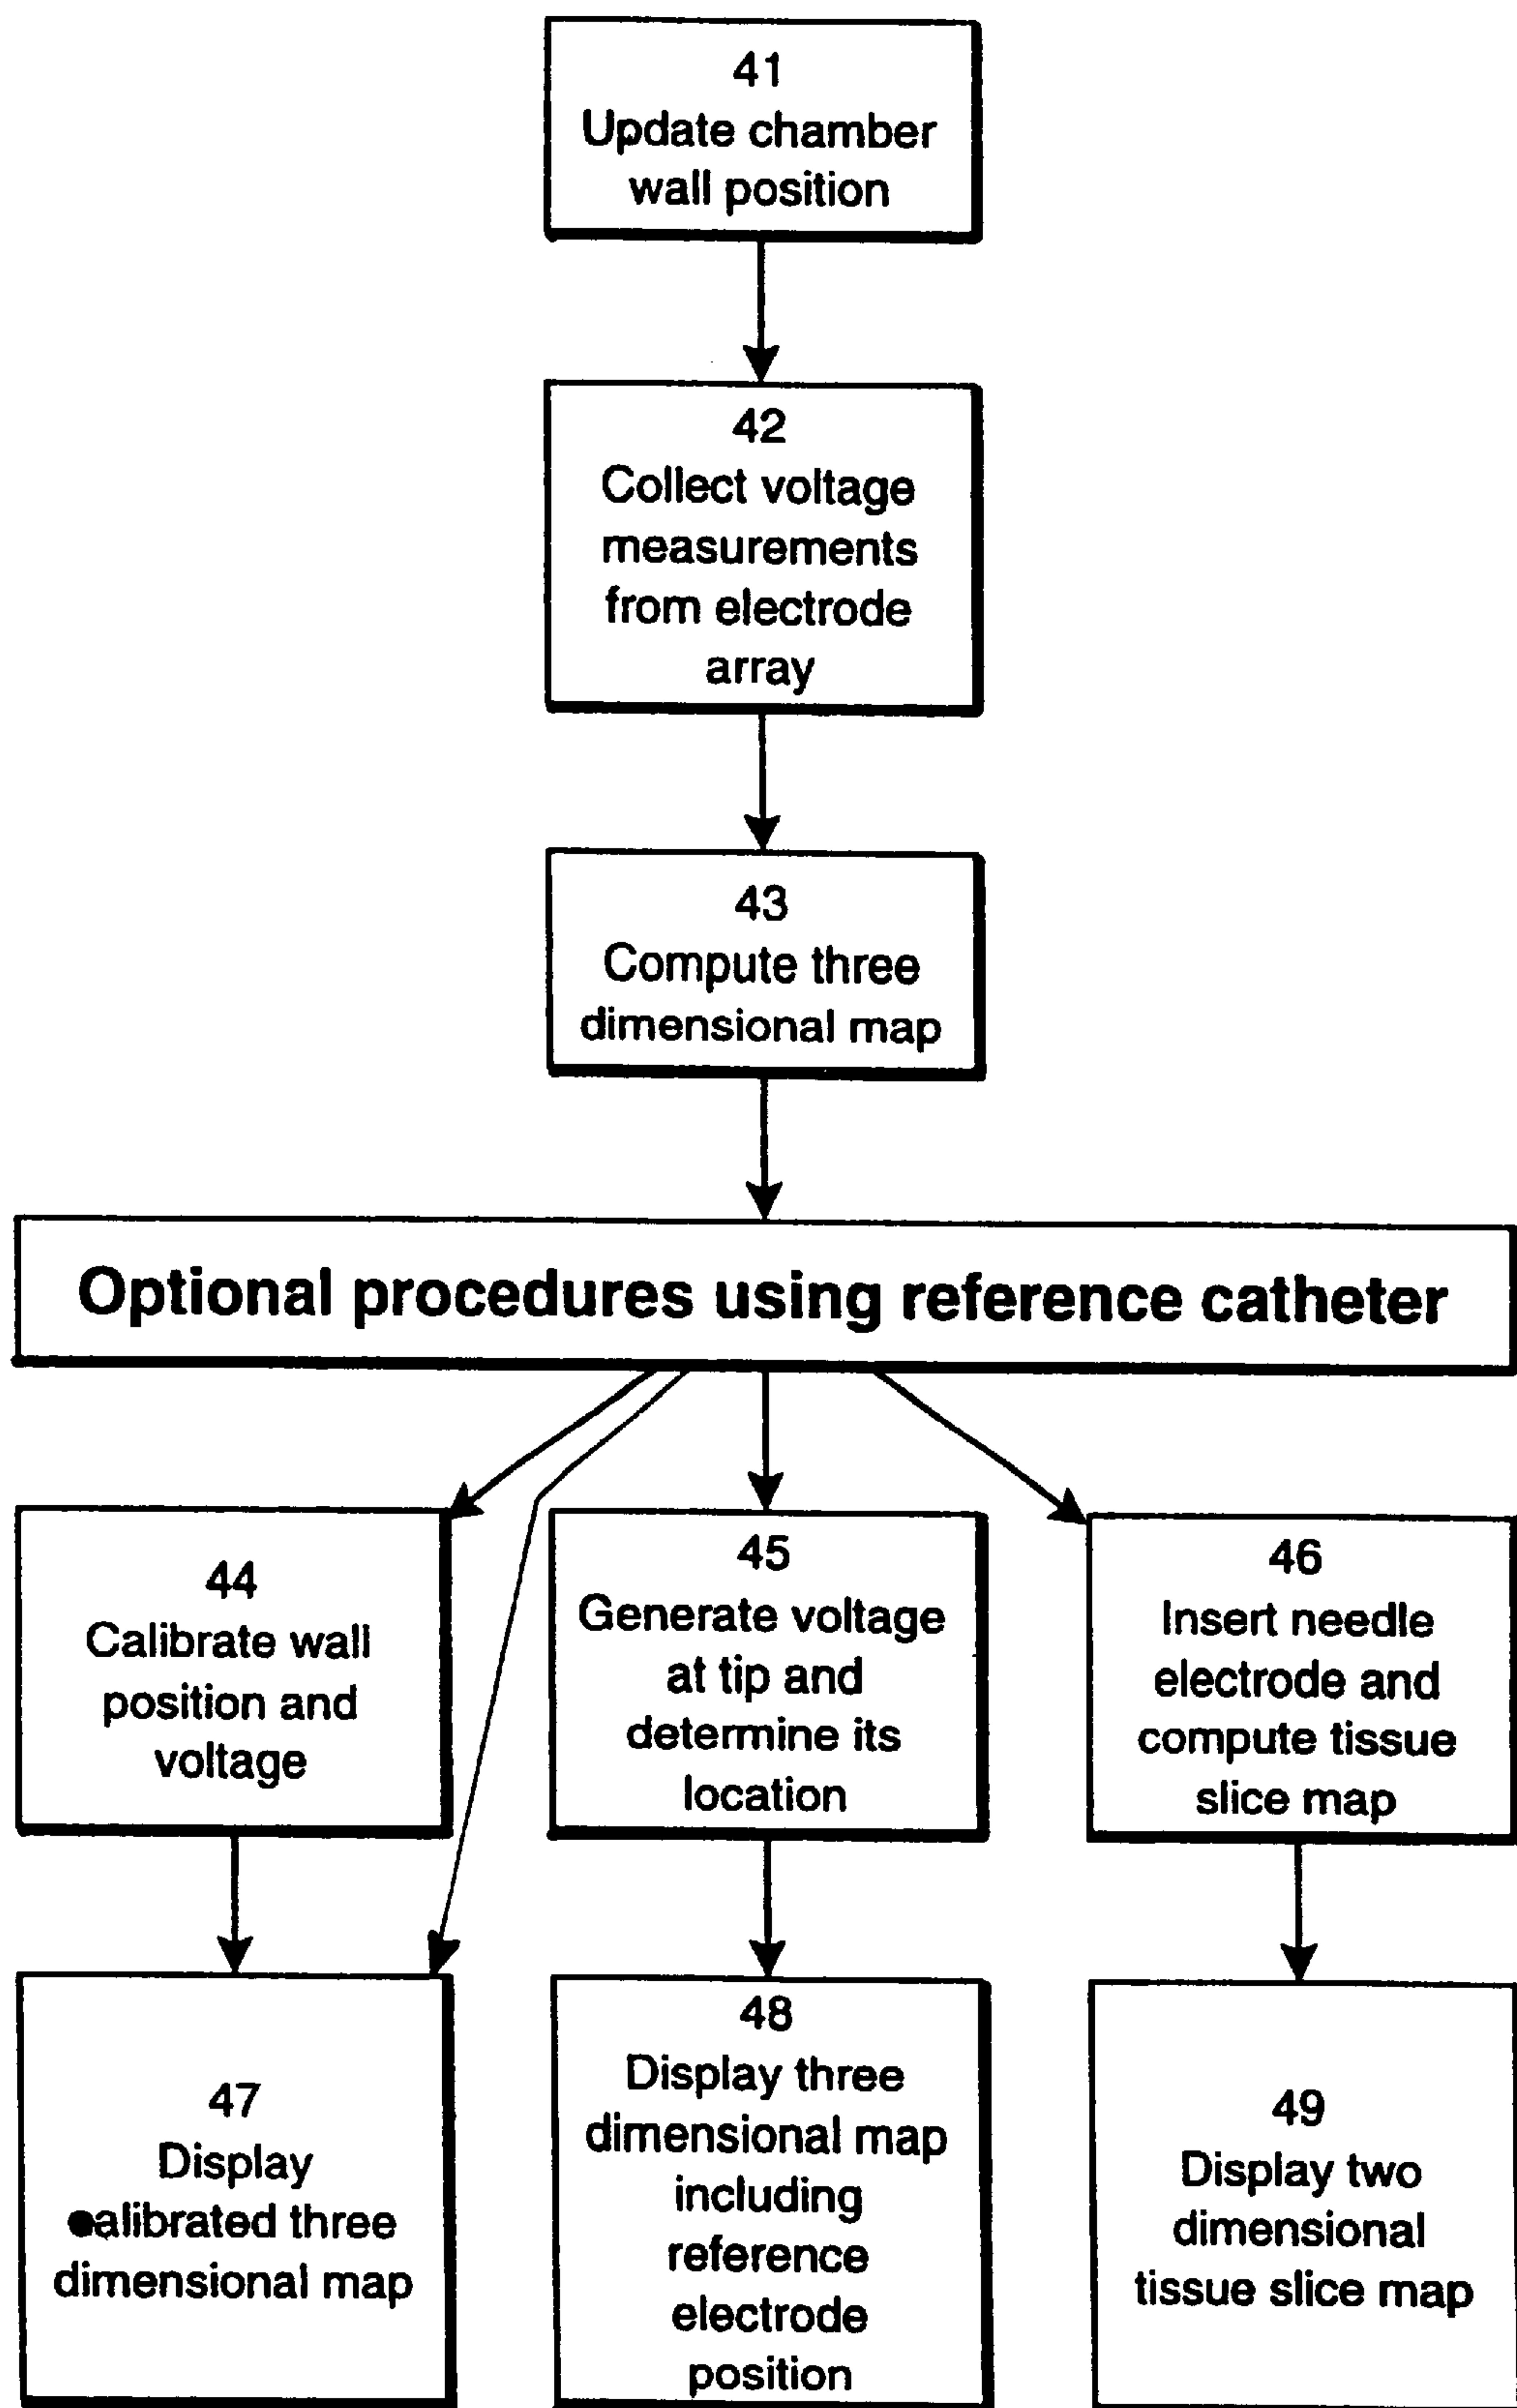 41
Update chamber
wall position
42
Collect voltage
measurements
from electrode
array
43
Compute three
dimensional map
Optional procedures using reference catheter
44
Calibrate wall
position and
voltage
45
Generate voltage
at tip and
determine its
location
46
Insert needle
electrode and
compute tissue
slice map
47
Display
calibrated three
dimensional map
48
Display three
dimensional map
including
reference
electrode
position
49
Display two
dimensional
tissue slice map